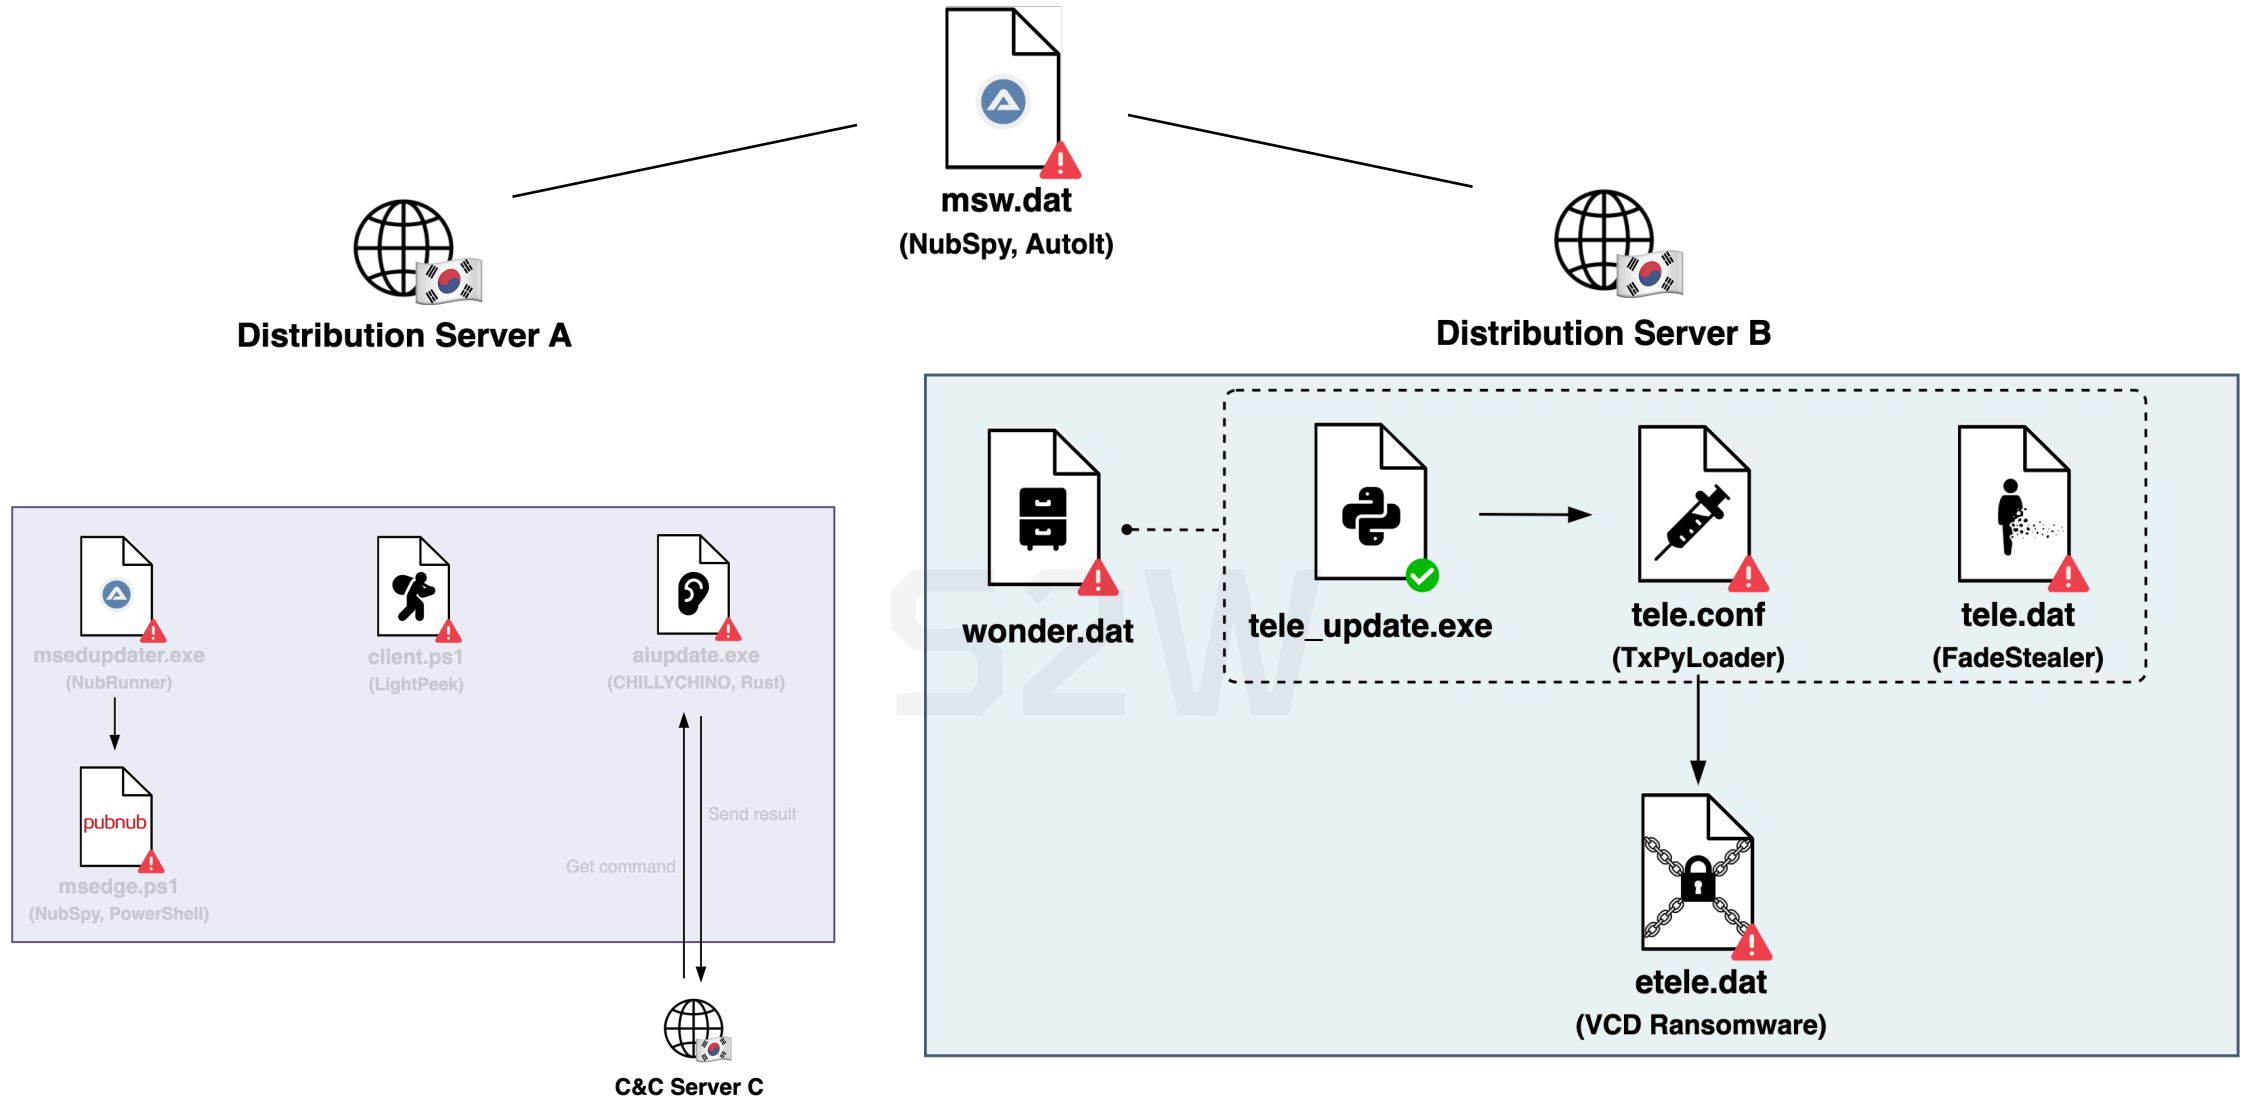 msw.dat
(NubSpy, AutoIt)
Distribution Server A
Distribution Server B
msedupdater.exe
(NubRunner)
client.ps1
(LightPeek)
aiupdate.exe
(CHILLYCHINO, Rust)
pubnub
msedge.ps1
(NubSpy, PowerShell)
Send result
Get command
C&C Server C
wonder.dat
tele_update.exe
tele.conf
(TxPyLoader)
tele.dat
(FadeStealer)
etele.dat
(VCD Ransomware)
S2W